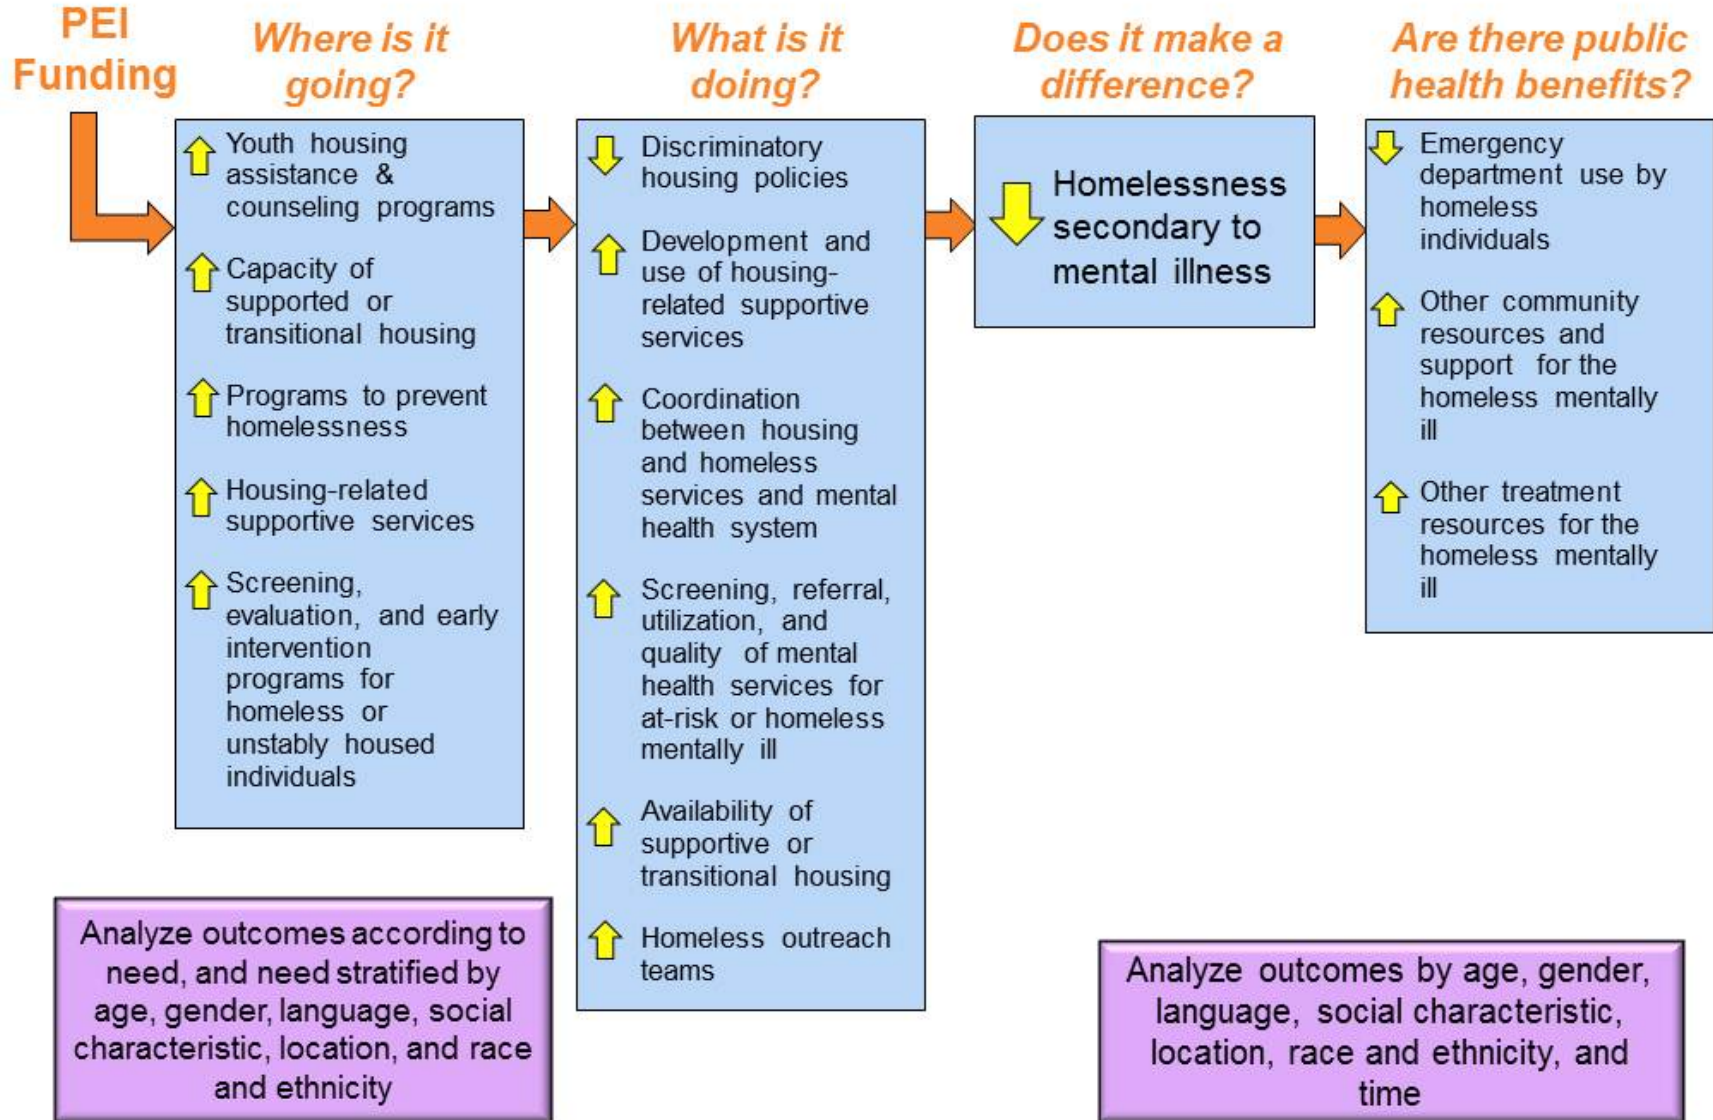 PEI
Funding
Where is it
going?
What is it
doing?
Does it make a
difference?
Are there public
health benefits?
Youth housing
assistance &
counseling programs
Capacity of
supported or
transitional housing
Programs to prevent
homelessness
Housing-related
supportive services
Screening,
evaluation, and early
intervention
programs for
homeless or
unstably housed
individuals
Discriminatory
housing policies
Development and
use of housing-
related supportive
services
Coordination
between housing
and homeless
services and mental
health system
Screening, referral,
utilization, and
quality of mental
health services for
at-risk or homeless
mentally ill
Availability of
supportive or
transitional housing
Homeless outreach
teams
Homelessness
secondary to
mental illness
Emergency
department use by
homeless
individuals
Other community
resources and
support for the
homeless mentally
ill
Other treatment
resources for the
homeless mentally
ill
Analyze outcomes according to
need, and need stratified by
age, gender, language, social
characteristic, location, and race
and ethnicity
Analyze outcomes by age, gender,
language, social characteristic,
location, race and ethnicity, and
time